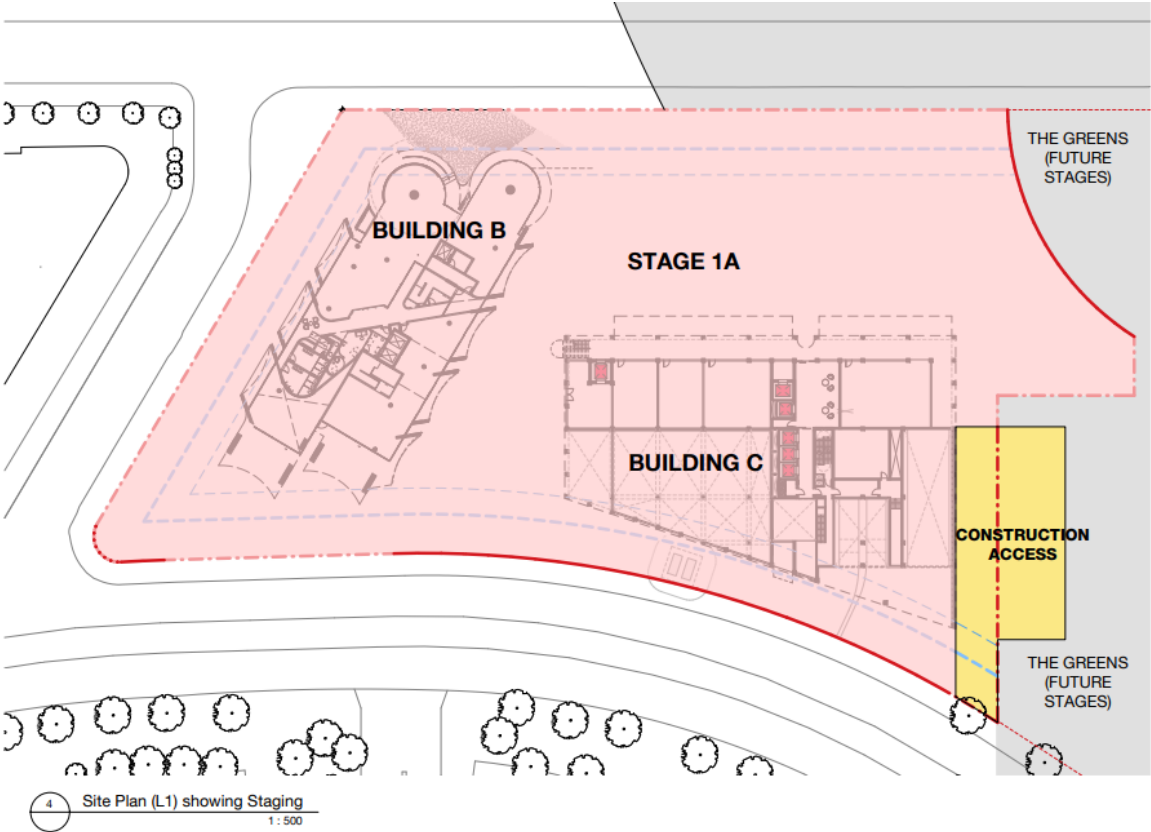 THE GREENS
(FUTURE
STAGES)
BUILDING B
STAGE 1A
BUILDING C
CONSTRUCTION
ACCESS
THE GREENS
(FUTURE
STAGES)
4
Site Plan (L1) showing Staging
1 : 500